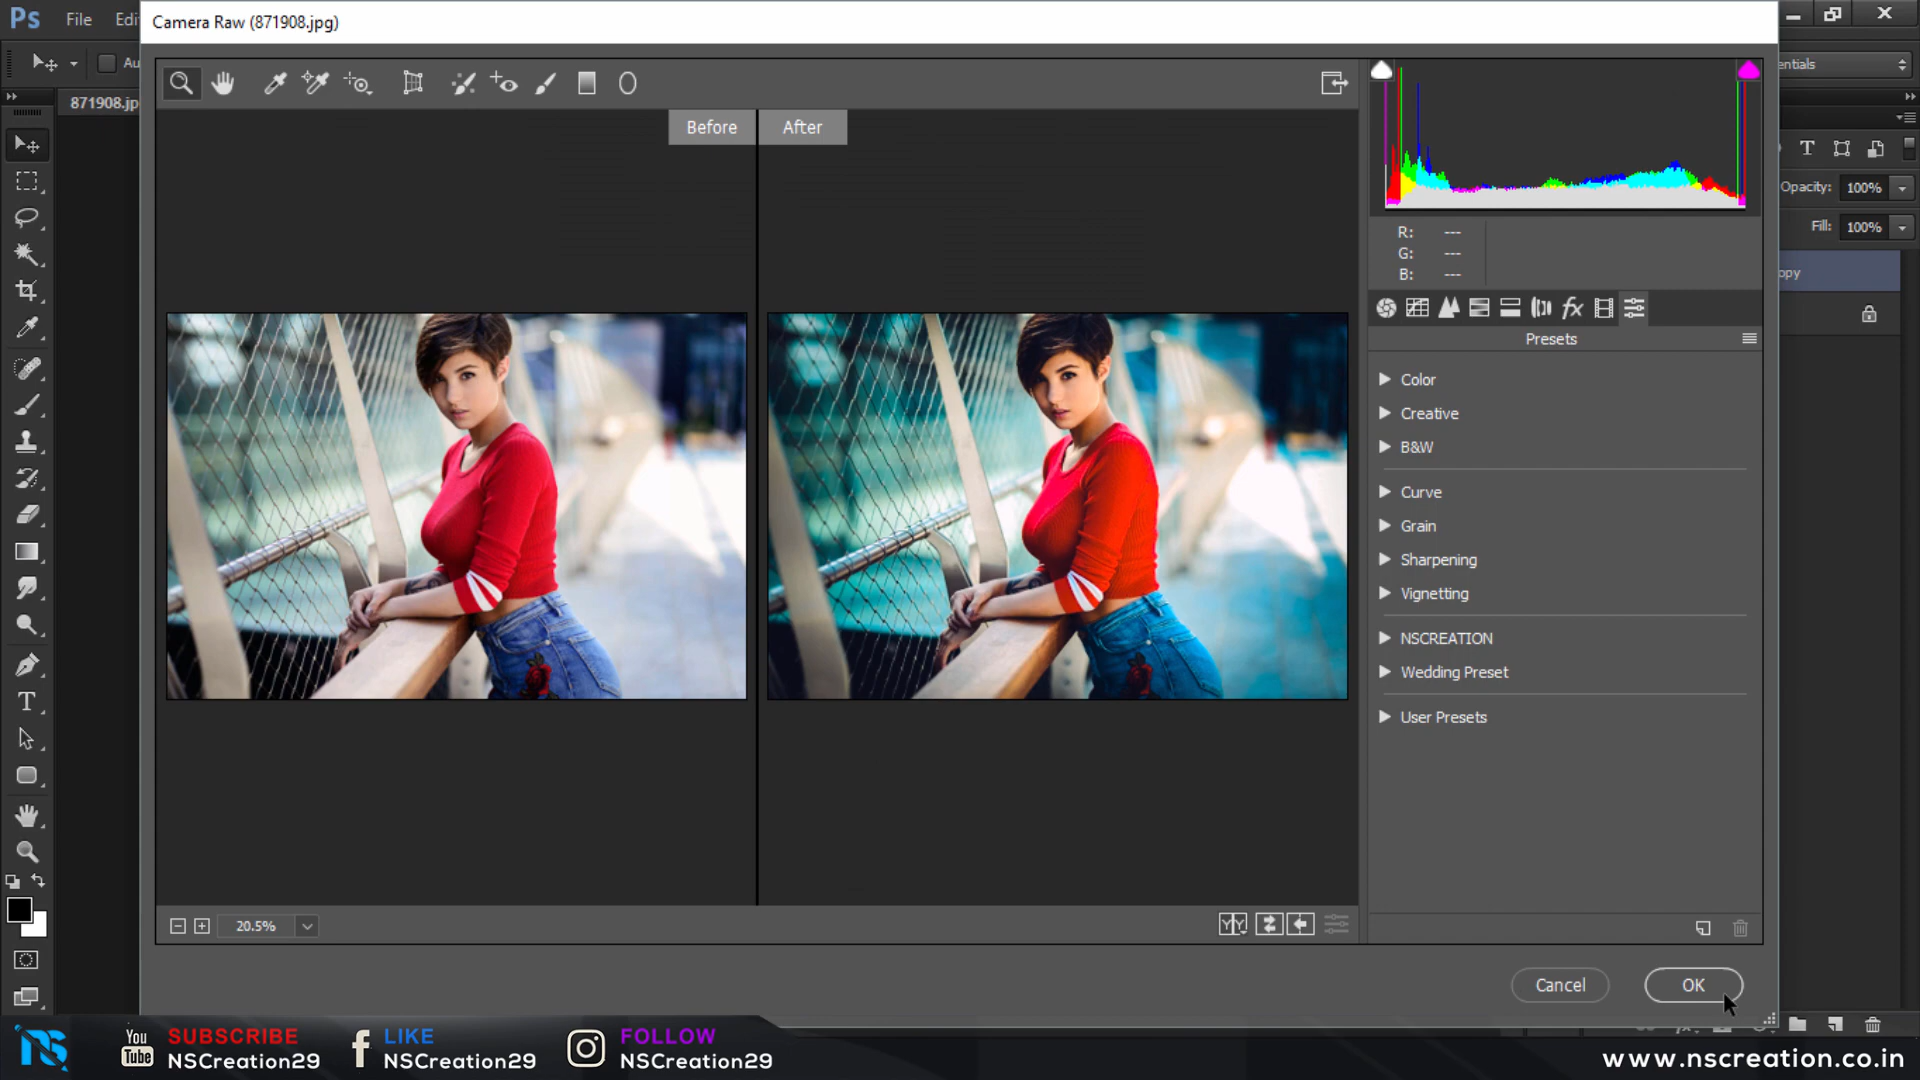 Ps
File
Edi
Camera Raw (871908.jpg)
Au
entials
871908.jp
Before
After
R: ---
G: ---
B: ---
T
Opacity: 100%
Fill: 100%
opy
fx
Presets
Color
Creative
B&W
Curve
Grain
Sharpening
Vignetting
NSCREATION
Wedding Preset
User Presets
T
20.5%
Y Y
Cancel
OK
NS
You Tube
SUBSCRIBE
NSCreation29
f
LIKE
NSCreation29
FOLLOW
NSCreation29
www.nscreation.co.in